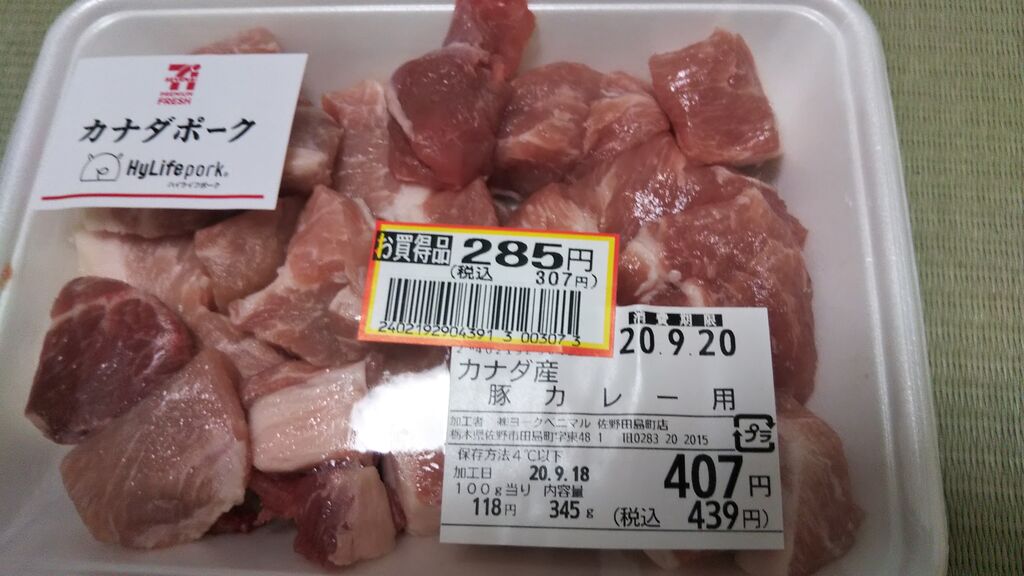 PREMIUM
FRESH
カナダポーク
HyLifepork®
ハイライフポーク
お買得品 285円
(税込 307円)
2402192904391 3 00307 3
消費期限
20.9.20
カナダ産
豚カレー用
加工者 ㈱ヨークベニマル 佐野田島町店
栃木県佐野市田島町字東48 1 TEL0283 20 2015
プラ
保存方法4℃以下
加工日 20.9.18
100g当り 内容量
118円 345g
407円
(税込 439円)